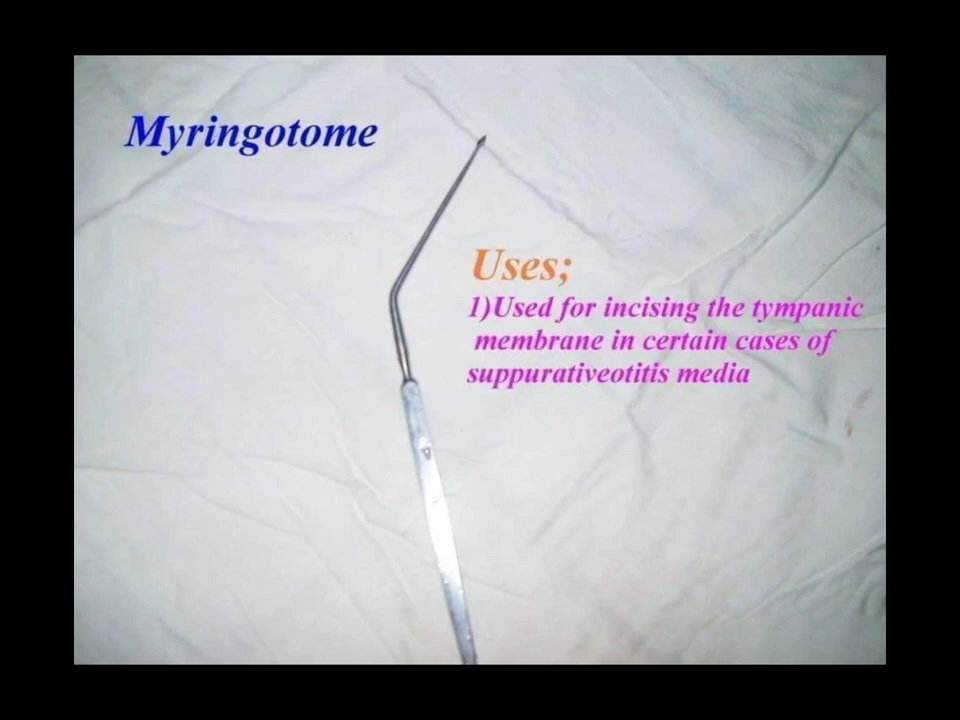 Myringotome
Uses;
1)Used for incising the tympanic
membrane in certain cases of
suppurativeotitis media